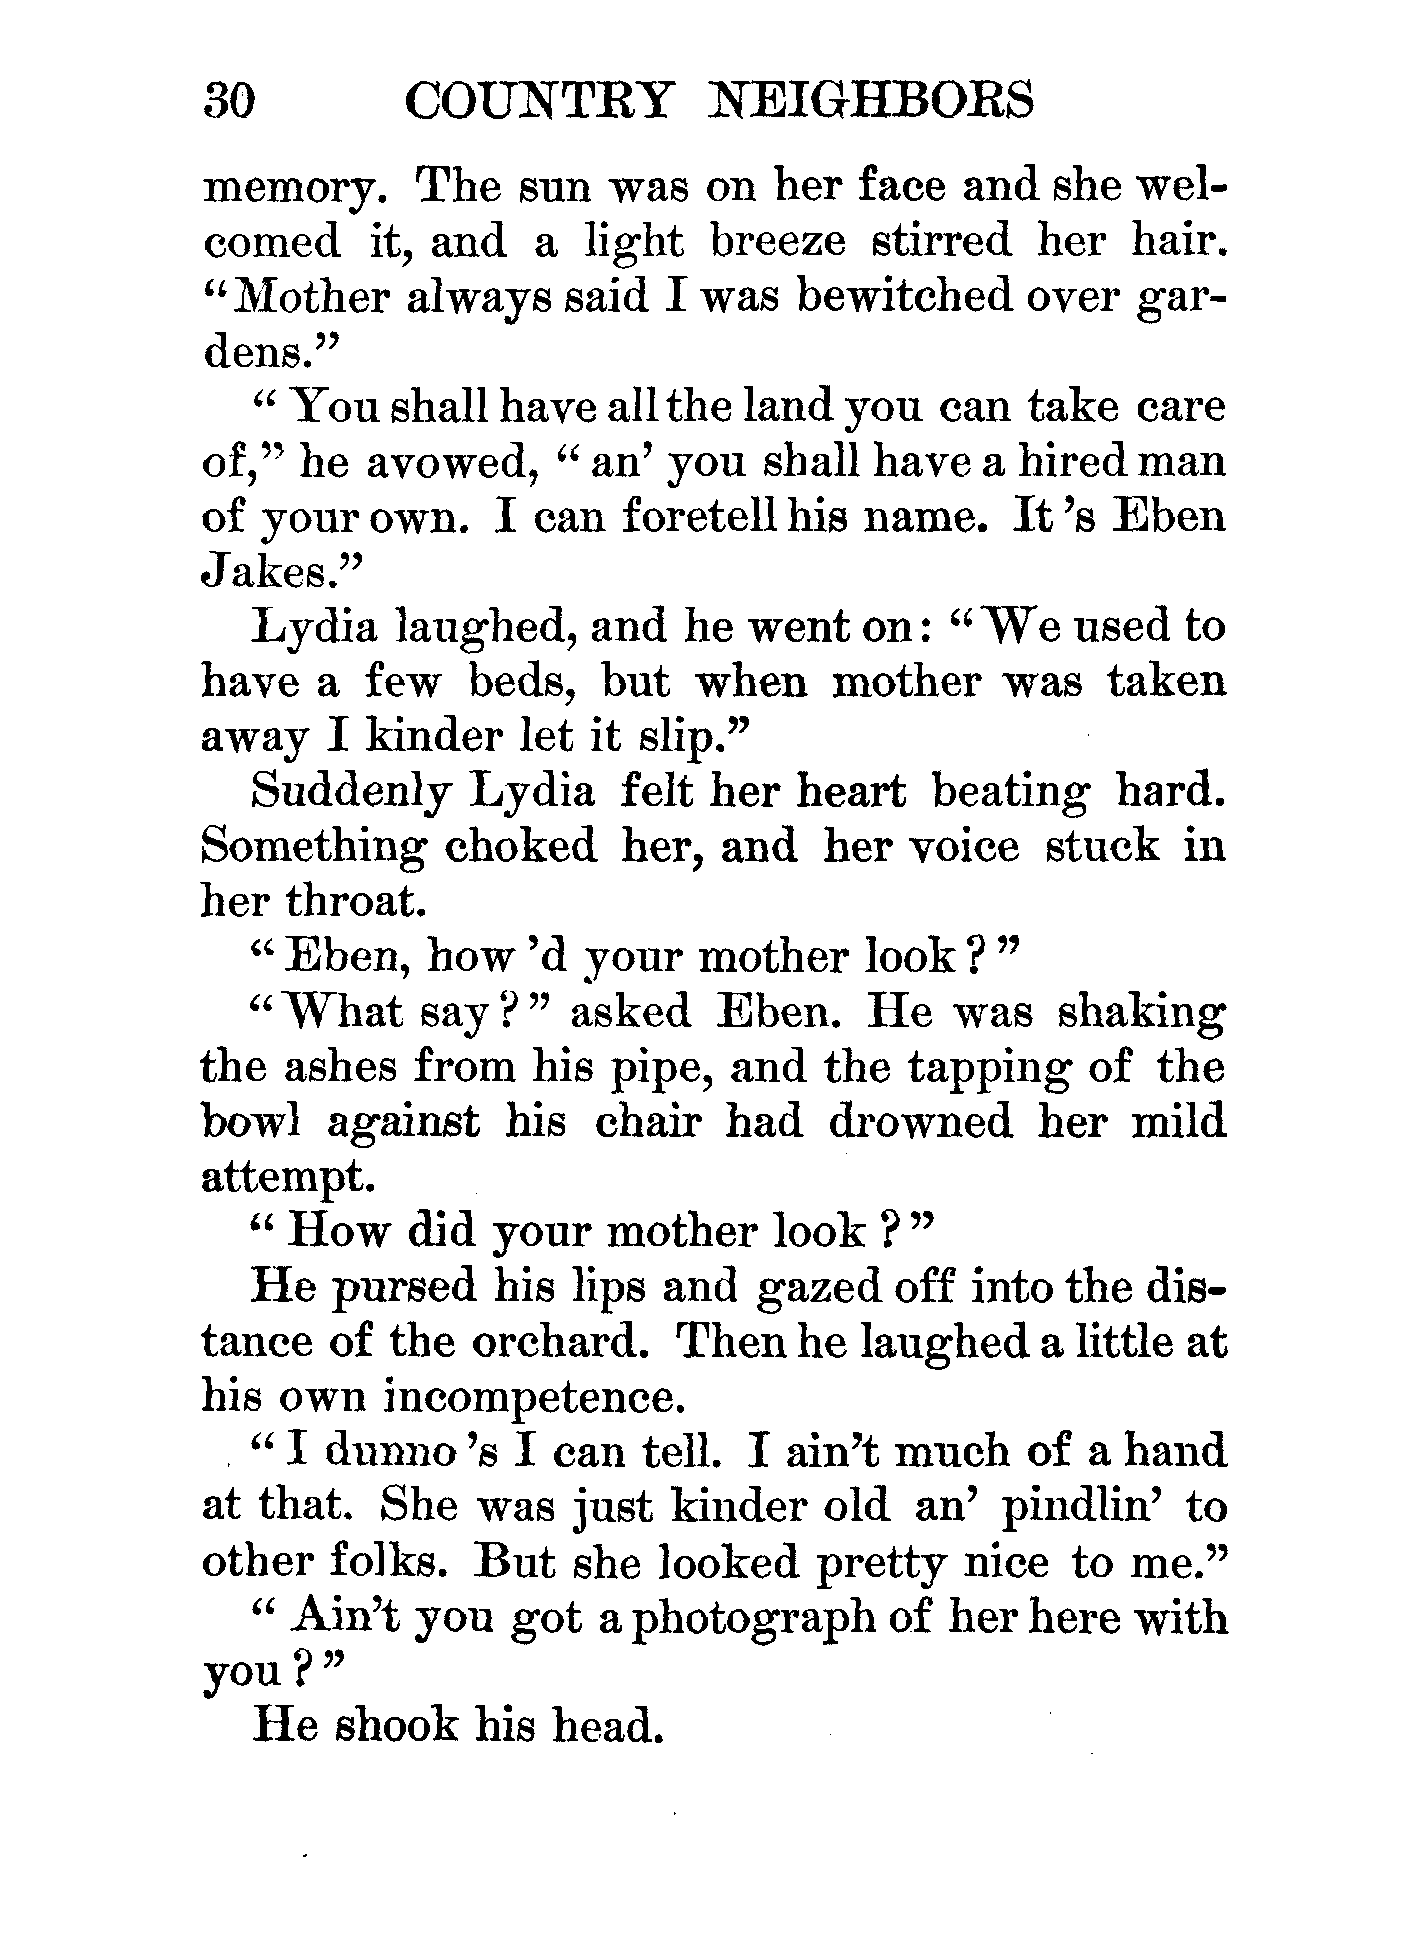 30 COUNTRY NEIGHBORS
memory. The sun was on her face and she wel-
comed it, and a light breeze stirred her hair.
"Mother always said I was bewitched over gar-
dens."
" You shall have all the land you can take care
of," he avowed, " an' you shall have a hired man
of your own. I can foretell his name. It 's Eben
Jakes."
Lydia laughed, and he went on: "We used to
have a few beds, but when mother was taken
away I kinder let it slip."
Suddenly Lydia felt her heart beating hard.
Something choked her, and her voice stuck in
her throat.
"Eben, how 'd your mother look?"
"What say?" asked Eben. He was shaking
the ashes from his pipe, and the tapping of the
bowl against his chair had drowned her mild
attempt.
" How did your mother look ?"
He pursed his lips and gazed off into the dis-
tance of the orchard. Then he laughed a little at
his own incompetence.
"I dunno 's I can tell. I ain't much of a hand
at that. She was just kinder old an' pindlin' to
other folks. But she looked pretty nice to me."
" Ain't you got a photograph of her here with
you?"
He shook his head.